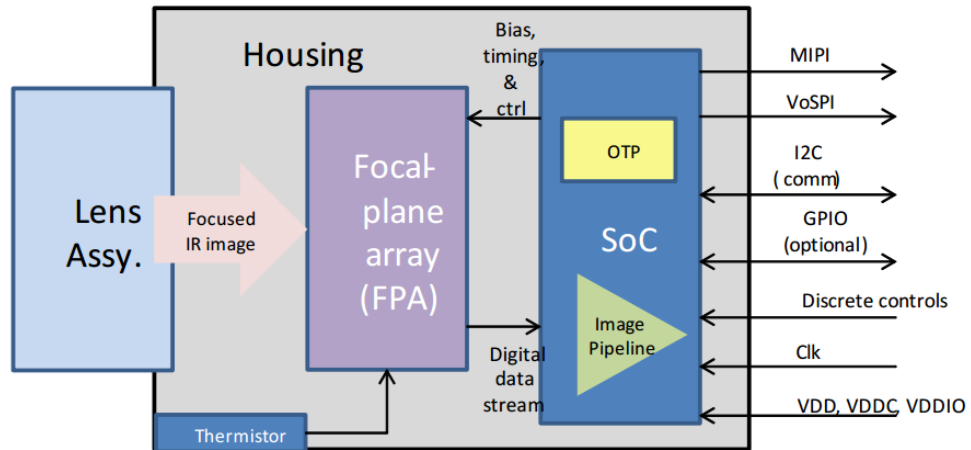 Housing
Bias,
timing,
&
ctrl
MIPI
VoSPI
I2C
( comm)
GPIO
(optional)
Discrete controls
Clk
VDD, VDDC, VDDIO
Lens
Assy.
Focused
IR image
Focal-
plane
array
(FPA)
OTP
SoC
Image
Pipeline
Digital
data
stream
Thermistor